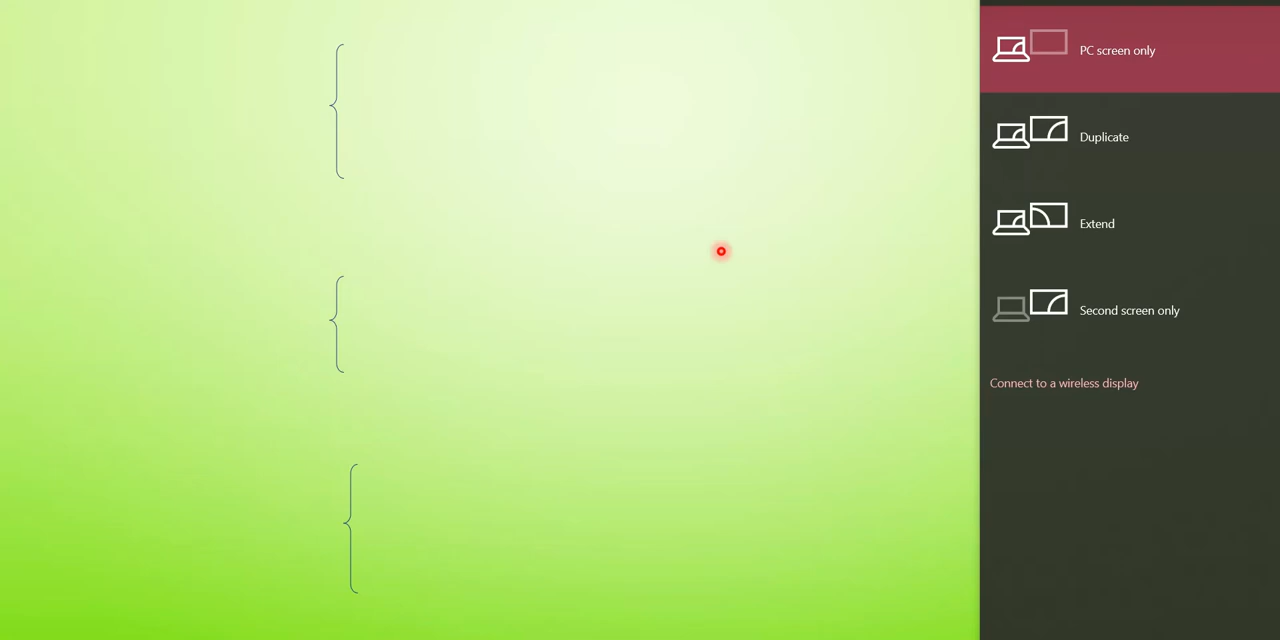 PC screen only
Duplicate
Extend
Second screen only
Connect to a wireless display